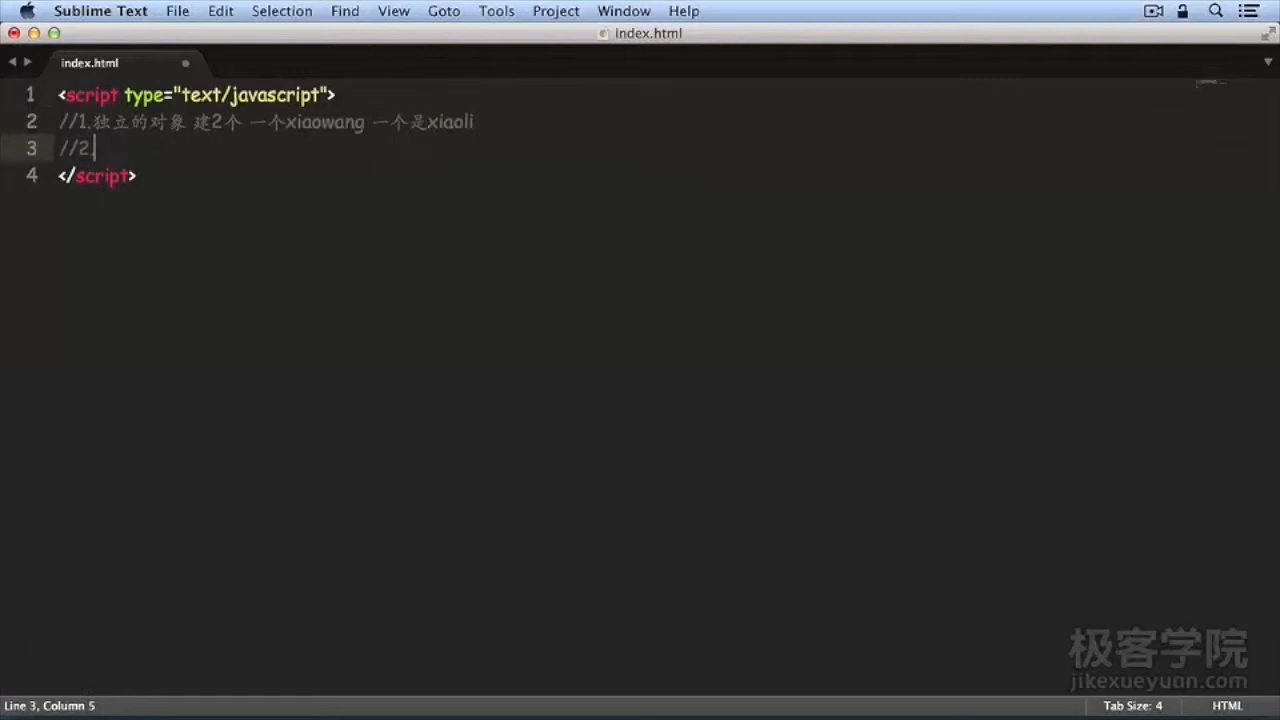 Sublime Text File Edit Selection Find View Goto Tools Project Window Help
index.html
index.html
1 <script type="text/javascript">
2 //1.独立的对象 建2个 一个xiaowang 一个是xiaoli
3 //2.
4 </script>
极客学院
jikexueyuan.com
Line 3, Column 5 Tab Size: 4 HTML